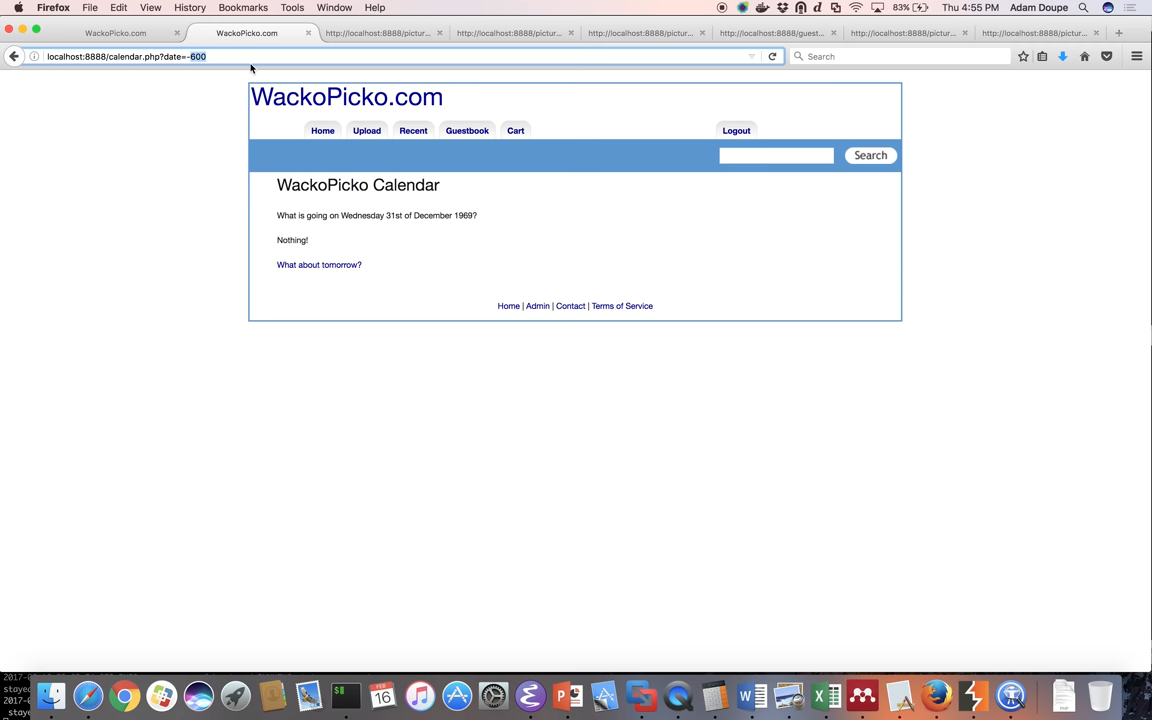 Firefox File Edit View History Bookmarks Tools Window Help 83% Thu 4:55 PM Adam Doupe
WackoPicko.com WackoPicko.com http://localhost:8888/pictur... http://localhost:8888/pictur... http://localhost:8888/pictur... http://localhost:8888/guest... http://localhost:8888/pictur... http://localhost:8888/pictur...
localhost:8888/calendar.php?date=-600 Search
WackoPicko.com
Home Upload Recent Guestbook Cart Logout
Search
WackoPicko Calendar
What is going on Wednesday 31st of December 1969?
Nothing!
What about tomorrow?
Home | Admin | Contact | Terms of Service
FEB
16